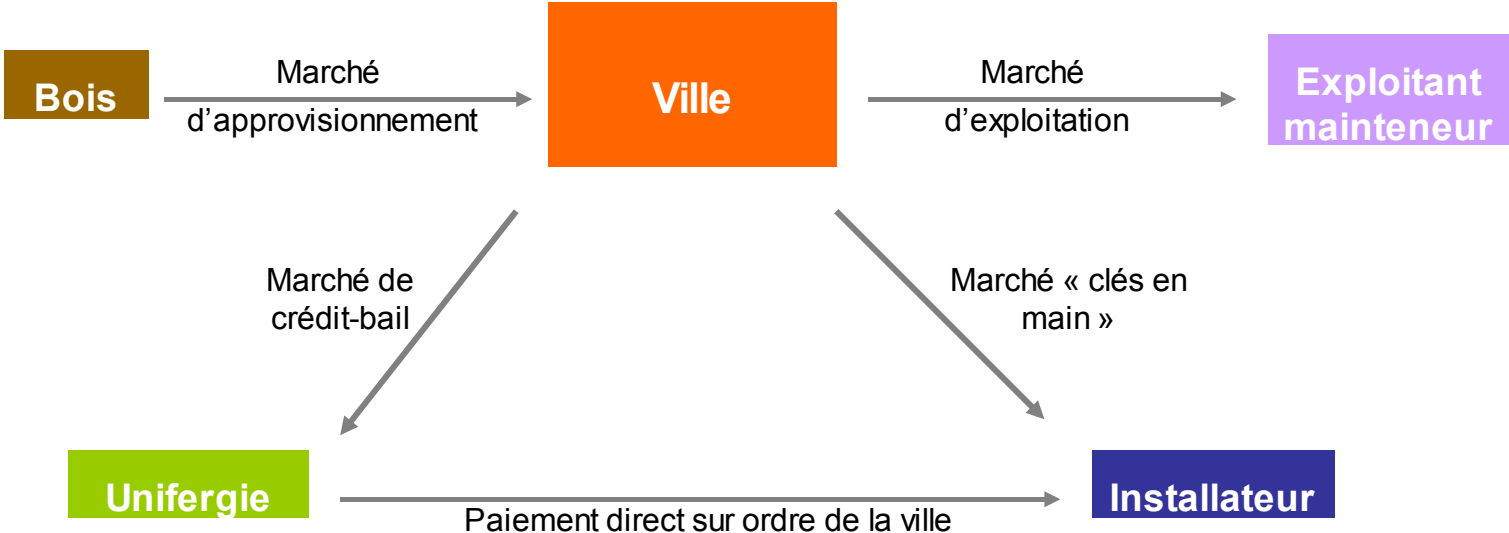 Bois
Marché
d’approvisionnement
Ville
Marché
d’exploitation
Exploitant
mainteneur
Marché de
crédit-bail
Marché « clés en
main »
Unifergie
Paiement direct sur ordre de la ville
Installateur